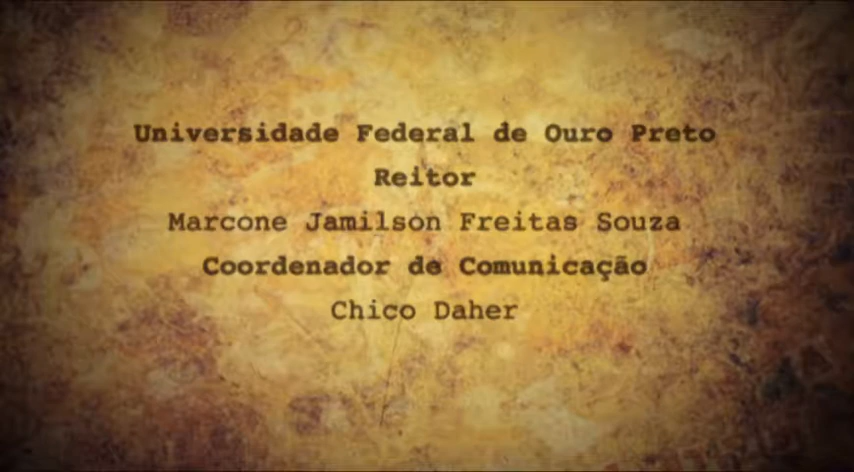 Universidade Federal de Ouro Preto
Reitor
Marcone Jamilson Freitas Souza
Coordenador de Comunicação
Chico Daher